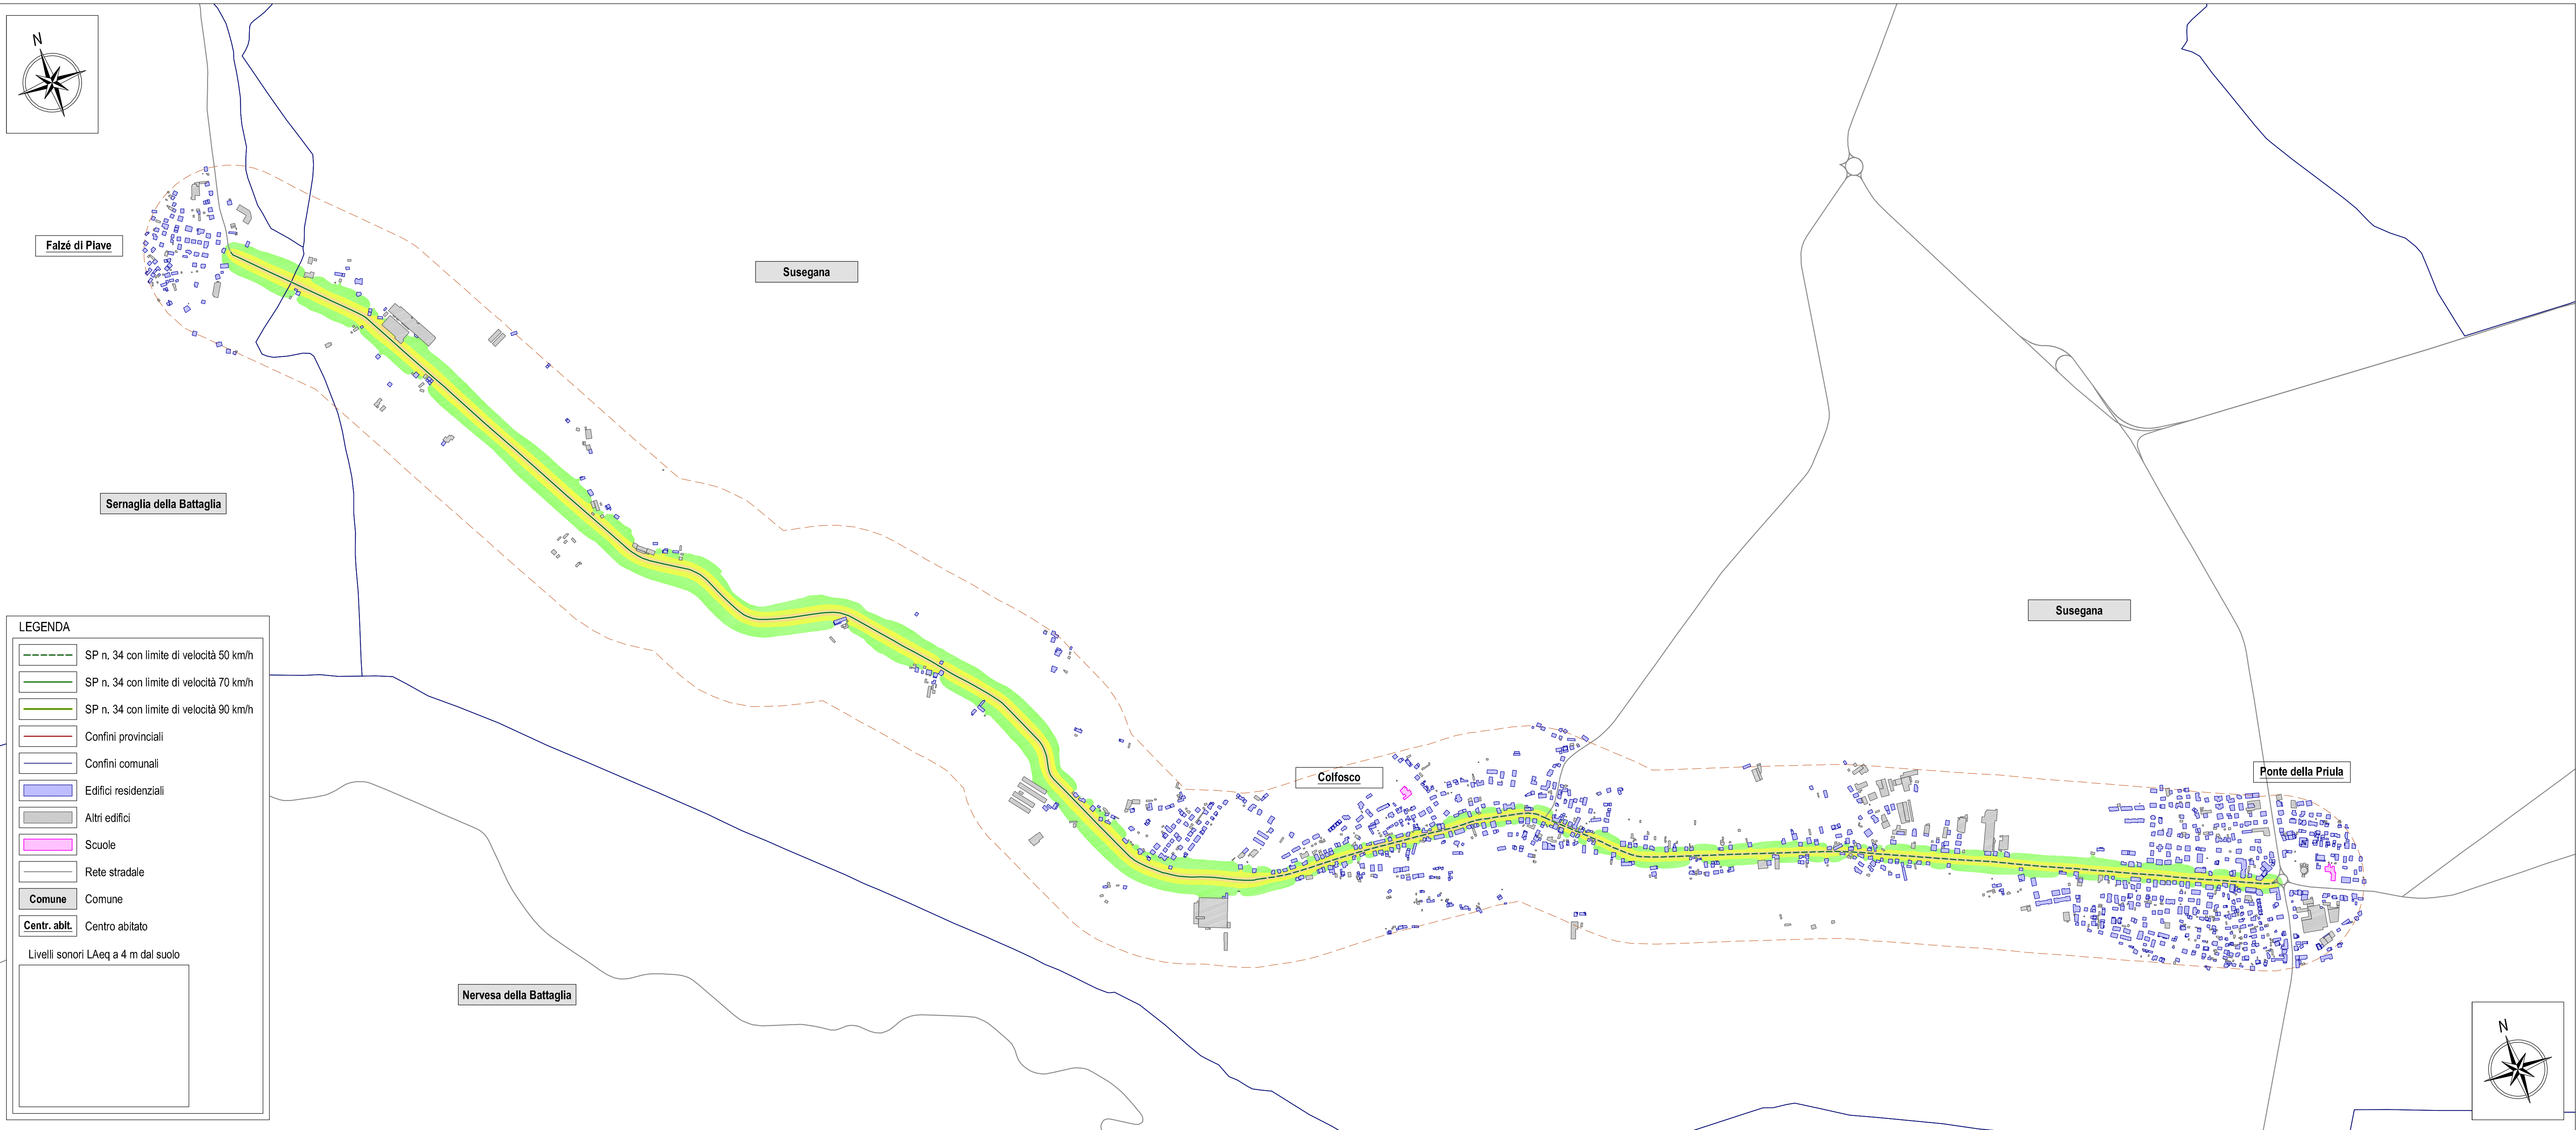 N
Falzé di Piave
Susegana
Sernaglia della Battaglia
Susegana
LEGENDA
SP n. 34 con limite di velocità 50 km/h
SP n. 34 con limite di velocità 70 km/h
SP n. 34 con limite di velocità 90 km/h
Confini provinciali
Confini comunali
Edifici residenziali
Altri edifici
Scuole
Rete stradale
Comune Comune
Centr. abit. Centro abitato
Livelli sonori LAeq a 4 m dal suolo
Colfosco
Ponte della Priula
Nervesa della Battaglia
N